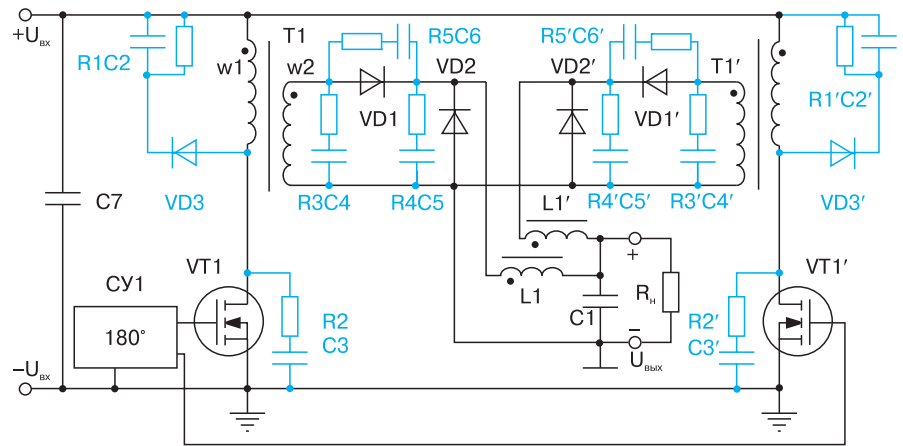 +Uвх
R1C2
w1
T1
w2
R5C6
VD2
R5′C6′
VD2′
T1′
R1′C2′
VD1
VD1′
C7
VD3
R3C4
R4C5
R4′C5′
R3′C4′
VD3′
L1′
VT1
+
VT1′
СУ1
L1
Rн
180°
R2
C3
C1
R2′
C3′
–
Uвых
–Uвх